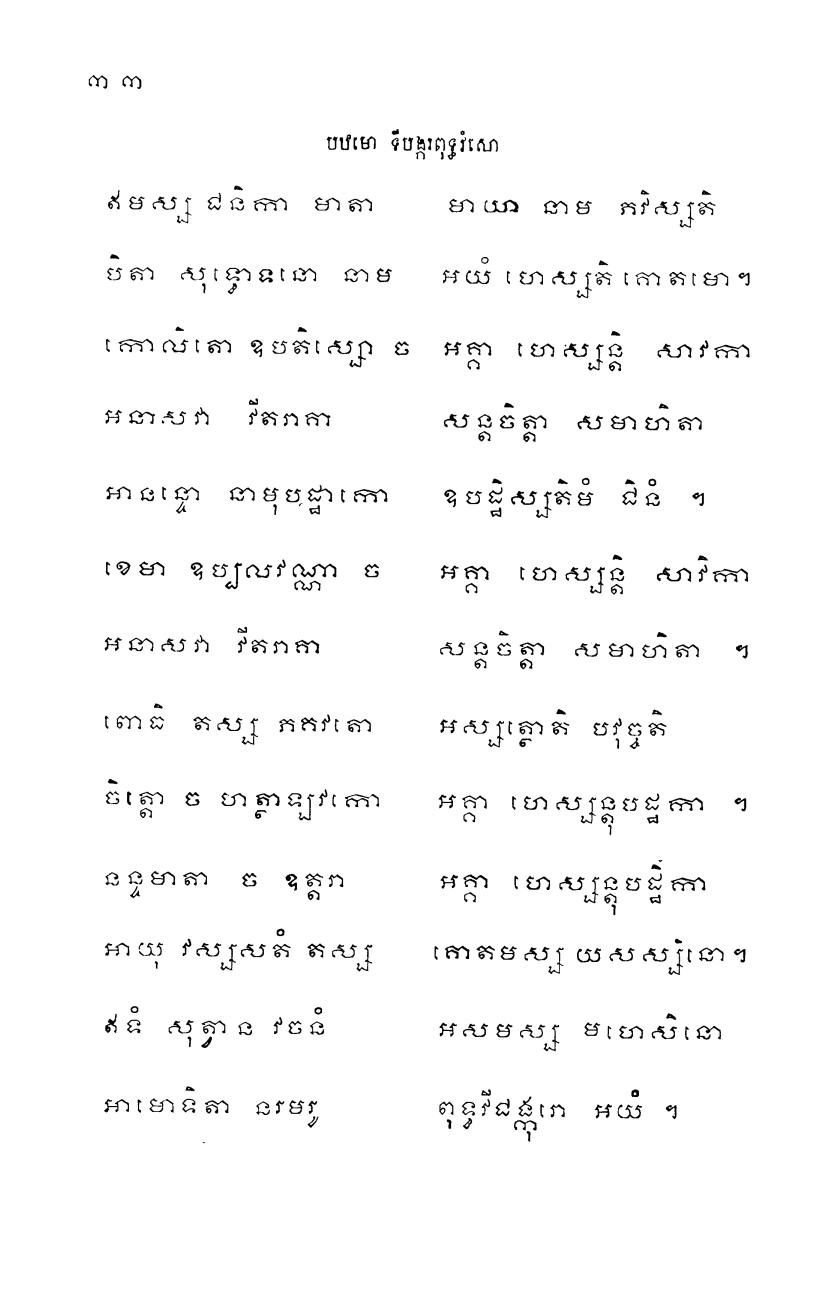 ៣ ៣
បឋមោ ទីបង្ករពុទ្ធវំសោ
ឥមស្ស ជនិកា មាតា មាយា នាម ភវិស្សតិ
បិតា សុទ្ធោទនោ នាម អយំ ហេស្សតិ គោតមោ។
កោលិតោ ឧបតិស្សោ ច អគ្គា ហេស្សន្តិ សាវកា
អនាសវា វីតរាគា សន្តចិត្តា សមាហិតា
អានន្ទោ នាមុបដ្ឋាកោ ឧបដ្ឋិស្សតិមំ ជិនំ ។
ខេមា ឧប្បលវណ្ណា ច អគ្គា ហេស្សន្តិ សាវិកា
អនាសវា វីតរាគា សន្តចិត្តា សមាហិតា ។
ពោធិ តស្ស ភគវតោ អស្សត្ថោតិ បវុច្ចតិ
ចិត្តោ ច ហត្ថាឡ្បវកោ អគ្គា ហេស្សន្តុបដ្ឋកា ។
នន្ទមាតា ច ឧត្តរា អគ្គា ហេស្សន្តុបដ្ឋិកា
អាយុ វស្សសតំ តស្ស គោតមស្ស យសស្សិនោ។
ឥទំ សុត្វាន វចនំ អសមស្ស មហេសិនោ
អាមោទិតា នរមរូ ពុទ្ធវីជង្កុរោ អយំ ។